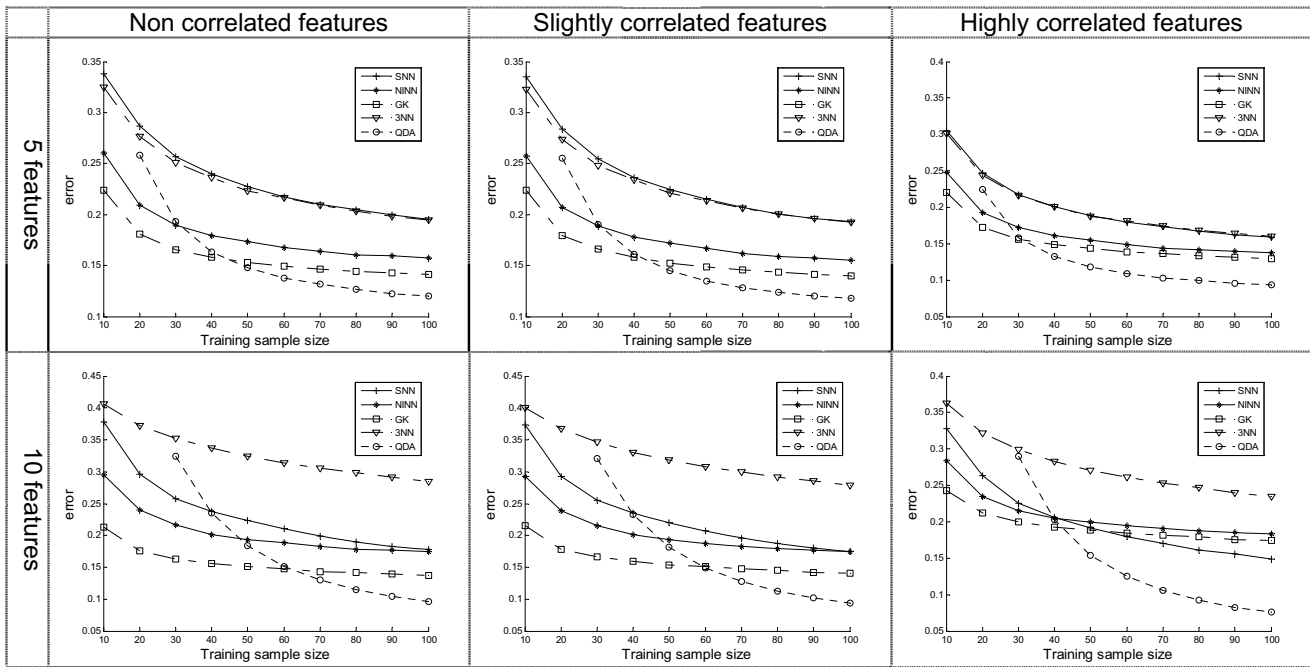 Non correlated features
Slightly correlated features
Highly correlated features
5 features
0.35
0.3
0.25
0.2
0.15
0.1
error
10 20 30 40 50 60 70 80 90 100
Training sample size
SNN
NINN
GK
3NN
QDA
0.35
0.3
0.25
0.2
0.15
0.1
error
10 20 30 40 50 60 70 80 90 100
Training sample size
SNN
NINN
GK
3NN
QDA
0.4
0.35
0.3
0.25
0.2
0.15
0.1
0.05
error
10 20 30 40 50 60 70 80 90 100
Training sample size
SNN
NINN
GK
3NN
QDA
10 features
0.45
0.4
0.35
0.3
0.25
0.2
0.15
0.1
0.05
error
10 20 30 40 50 60 70 80 90 100
Training sample size
SNN
NINN
GK
3NN
QDA
0.45
0.4
0.35
0.3
0.25
0.2
0.15
0.1
0.05
error
10 20 30 40 50 60 70 80 90 100
Training sample size
SNN
NINN
GK
3NN
QDA
0.4
0.35
0.3
0.25
0.2
0.15
0.1
0.05
error
10 20 30 40 50 60 70 80 90 100
Training sample size
SNN
NINN
GK
3NN
QDA